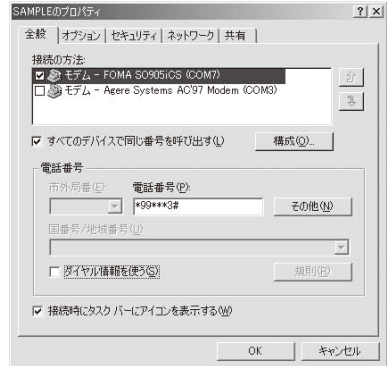 SAMPLEのプロパティ
全般 オプション セキュリティ ネットワーク 共有
接続の方法:
モデム - FOMA SO905iCS (COM7)
モデム - Agere Systems AC'97 Modem (COM3)
すべてのデバイスで同じ番号を呼び出す(L) 構成(O)...
電話番号
市外局番(E): 電話番号(P):
*99***3# その他(N)
国番号/地域番号(U):
ダイヤル情報を使う(S) 規則(R)
接続時にタスク バーにアイコンを表示する(W)
OK キャンセル